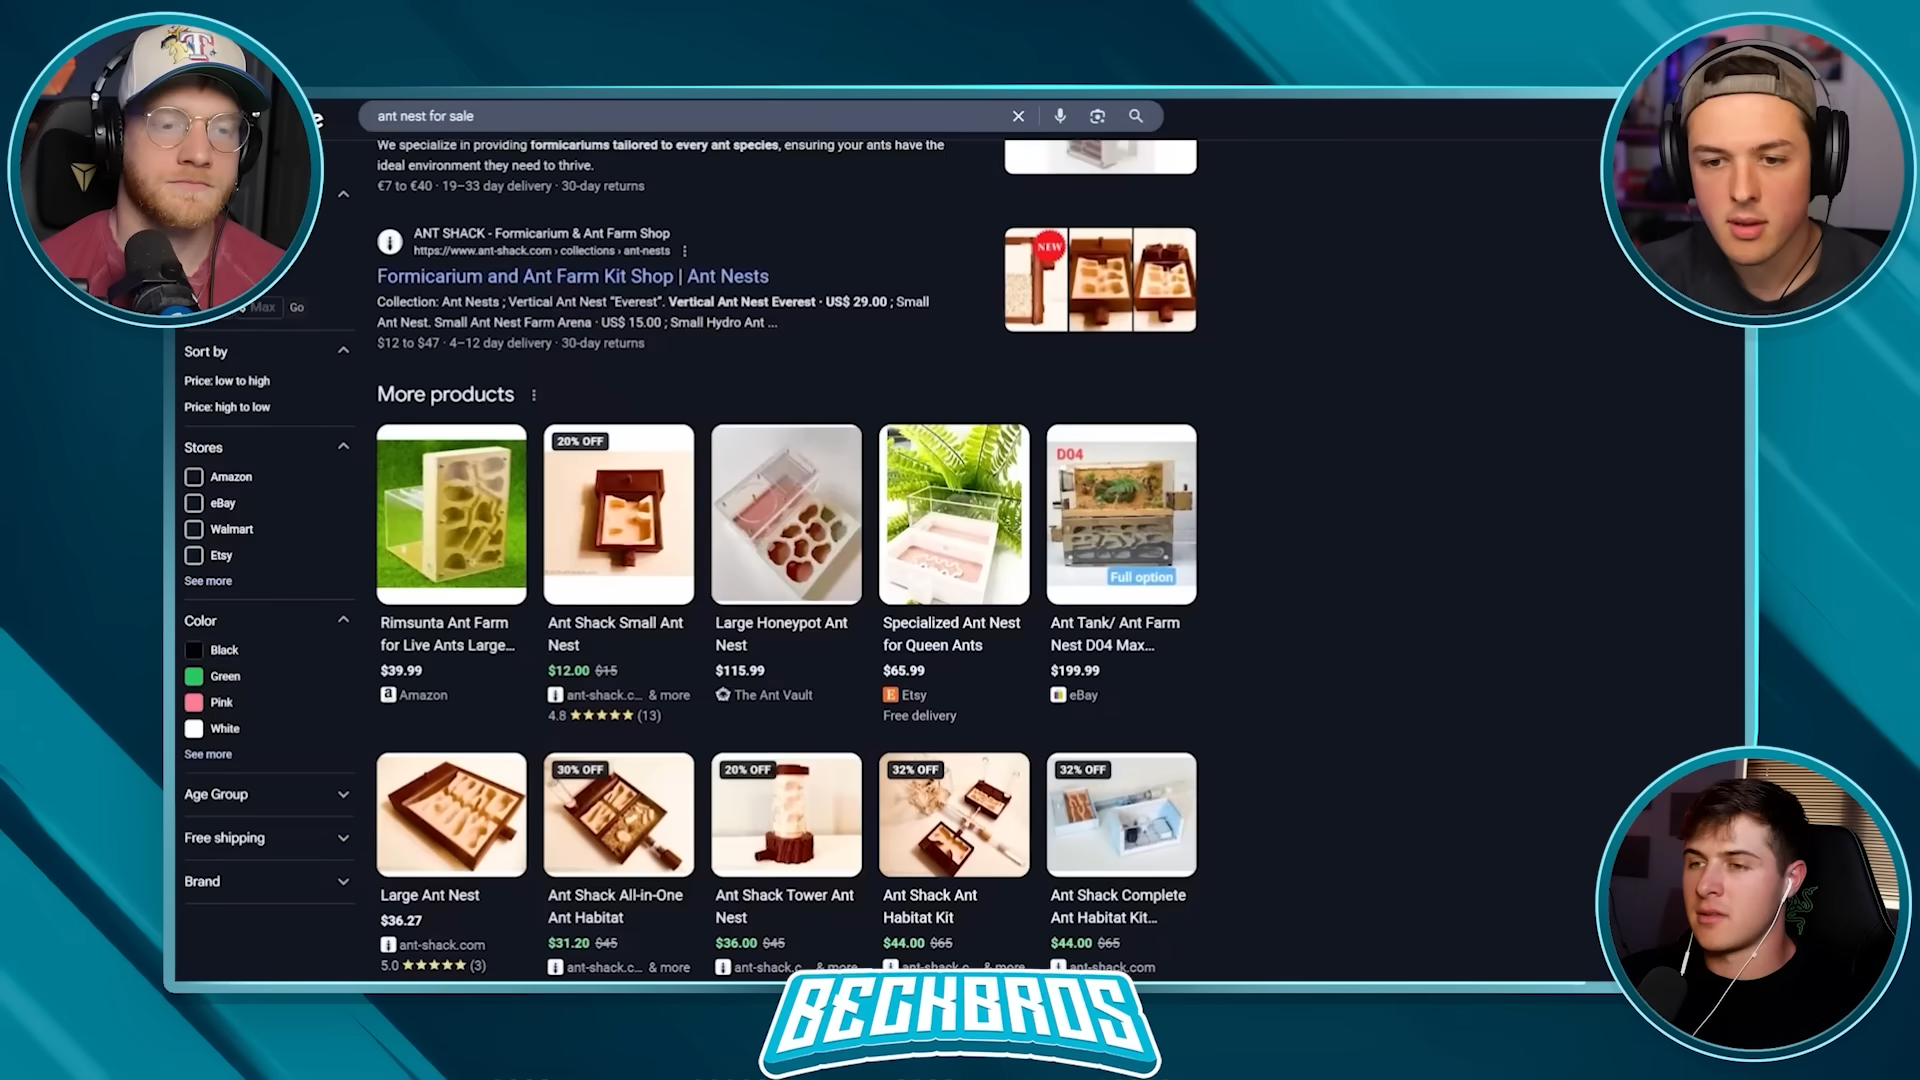 ant nest for sale
We specialize in providing formicariums tailored to every ant species, ensuring your ants have the
ideal environment they need to thrive.
€7 to €40 · 19–33 day delivery · 30-day returns
ANT SHACK - Formicarium & Ant Farm Shop
https://www.ant-shack.com › collections › ant-nests
Formicarium and Ant Farm Kit Shop | Ant Nests
Collection: Ant Nests ; Vertical Ant Nest "Everest". Vertical Ant Nest Everest · US$ 29.00 ; Small
Ant Nest. Small Ant Nest Farm Arena · US$ 15.00 ; Small Hydro Ant ...
$12 to $47 · 4–12 day delivery · 30-day returns
NEW
Max
Go
Sort by
Price: low to high
Price: high to low
Stores
Amazon
eBay
Walmart
Etsy
See more
Color
Black
Green
Pink
White
See more
Age Group
Free shipping
Brand
More products
Rimsunta Ant Farm
for Live Ants Large...
$39.99
Amazon
20% OFF
Ant Shack Small Ant
Nest
$12.00 $15
ant-shack.c... & more
4.8 ★★★★★ (13)
Large Honeypot Ant
Nest
$115.99
The Ant Vault
Specialized Ant Nest
for Queen Ants
$65.99
Etsy
Free delivery
D04
Full option
Ant Tank/ Ant Farm
Nest D04 Max...
$199.99
eBay
Large Ant Nest
$36.27
ant-shack.com
5.0 ★★★★★ (3)
30% OFF
Ant Shack All-in-One
Ant Habitat
$31.20 $45
ant-shack.c... & more
20% OFF
Ant Shack Tower Ant
Nest
$36.00 $45
ant-shack.c... & more
32% OFF
Ant Shack Ant
Habitat Kit
$44.00 $65
ant-shack.c... & more
32% OFF
Ant Shack Complete
Ant Habitat Kit...
$44.00 $65
ant-shack.com
BECKBROS